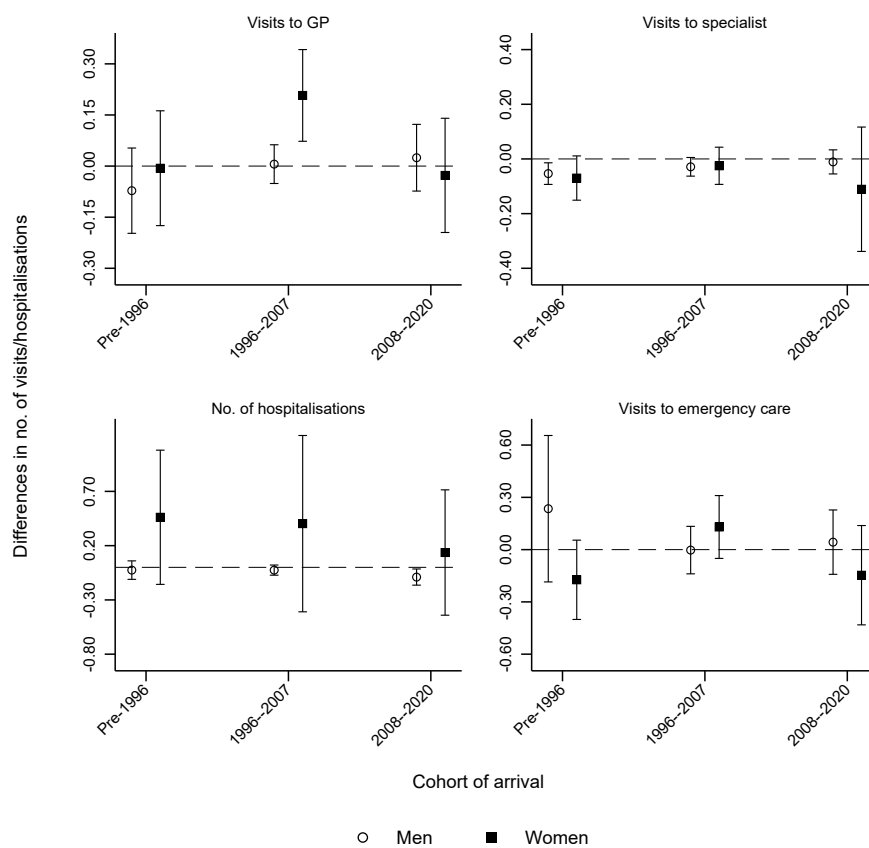 Visits to GP
Visits to specialist
0.30
0.15
0.00
-0.15
-0.30
0.40
0.20
0.00
-0.20
-0.40
Pre-1996
1996--2007
2008--2020
Pre-1996
1996--2007
2008--2020
Differences in no. of visits/hospitalisations
No. of hospitalisations
Visits to emergency care
0.70
0.20
-0.30
-0.80
0.60
0.30
0.00
-0.30
-0.60
Pre-1996
1996--2007
2008--2020
Pre-1996
1996--2007
2008--2020
Cohort of arrival
Men
Women